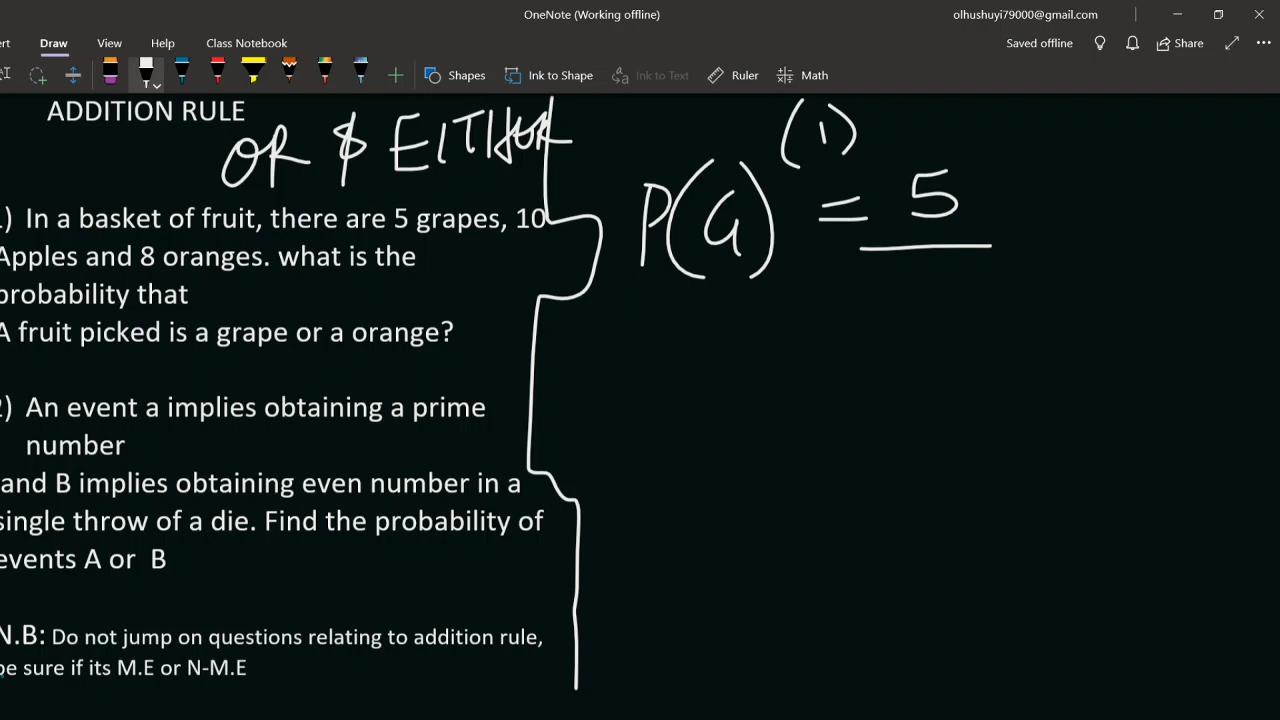 OneNote (Working offline)
olhushuyi79000@gmail.com
Draw View Help Class Notebook
Saved offline
Share
Shapes Ink to Shape Ink to Text Ruler Math
ADDITION RULE
OR $ EITHER
) In a basket of fruit, there are 5 grapes, 10
Apples and 8 oranges. what is the
probability that
A fruit picked is a grape or a orange?
2) An event a implies obtaining a prime
number
and B implies obtaining even number in a
single throw of a die. Find the probability of
events A or B
N.B: Do not jump on questions relating to addition rule,
be sure if its M.E or N-M.E
(1)
P(G) = 5